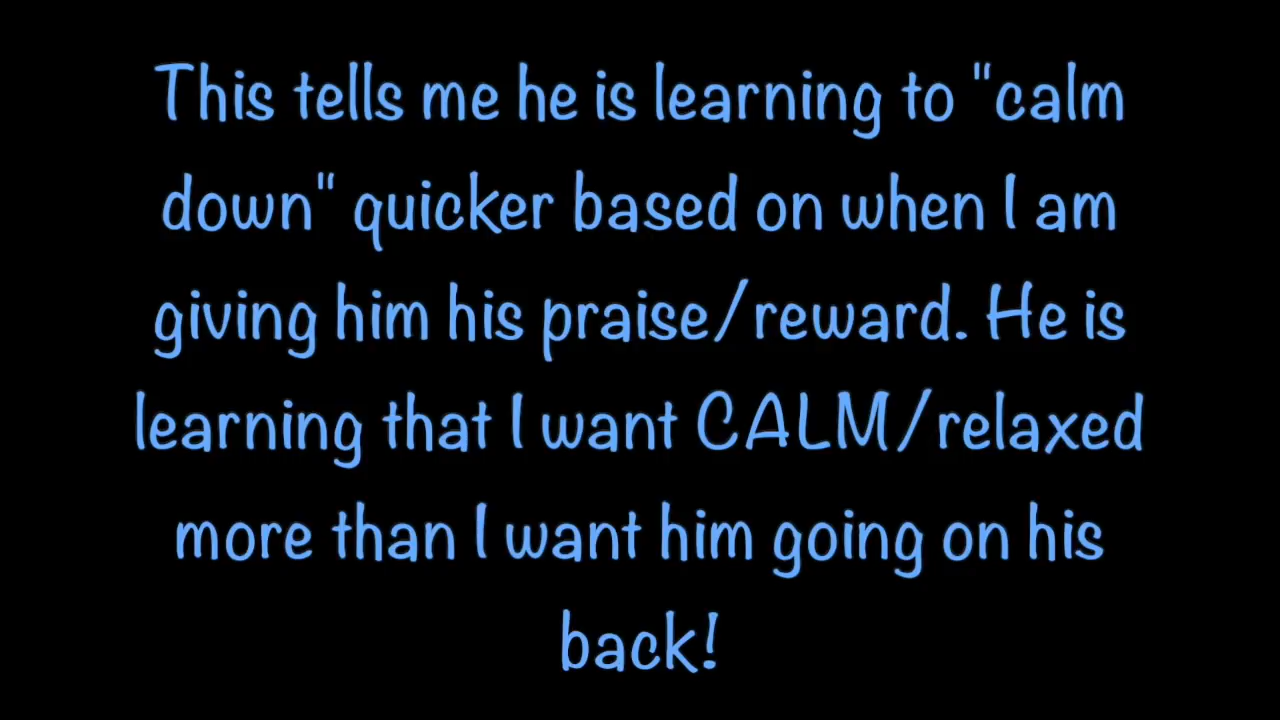 This tells me he is learning to "calm
down" quicker based on when I am
giving him his praise/reward. He is
learning that I want CALM/relaxed
more than I want him going on his
back!